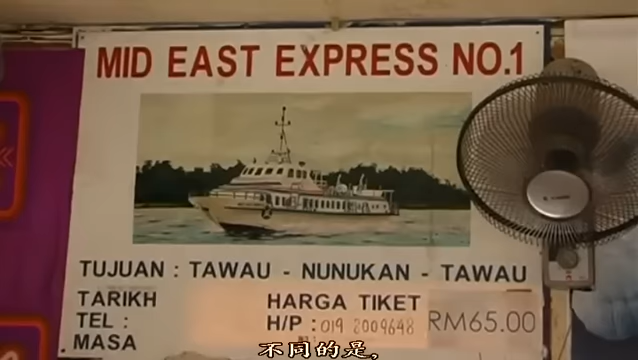 MID EAST EXPRESS NO.1
TUJUAN : TAWAU - NUNUKAN - TAWAU
TARIKH
HARGA TIKET
TEL :
H/P : 019 2009648 RM65.00
MASA
不同的是,